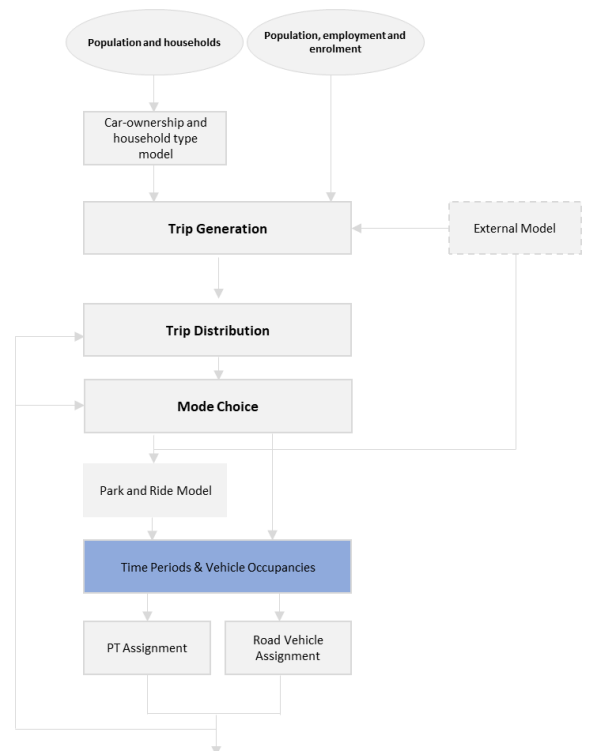 Population and households
Population, employment and
enrolment
Car-ownership and
household type
model
Trip Generation
External Model
Trip Distribution
Mode Choice
Park and Ride Model
Time Periods & Vehicle Occupancies
PT Assignment
Road Vehicle
Assignment